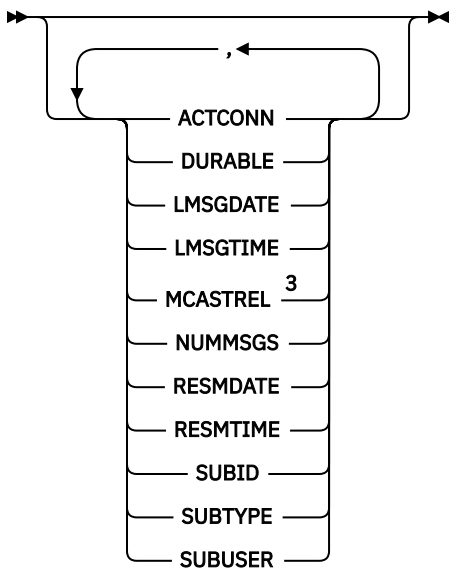 ,
ACTCONN
DURABLE
LMSGDATE
LMSGTIME
MCASTREL 3
NUMMSGS
RESMDATE
RESMTIME
SUBID
SUBTYPE
SUBUSER